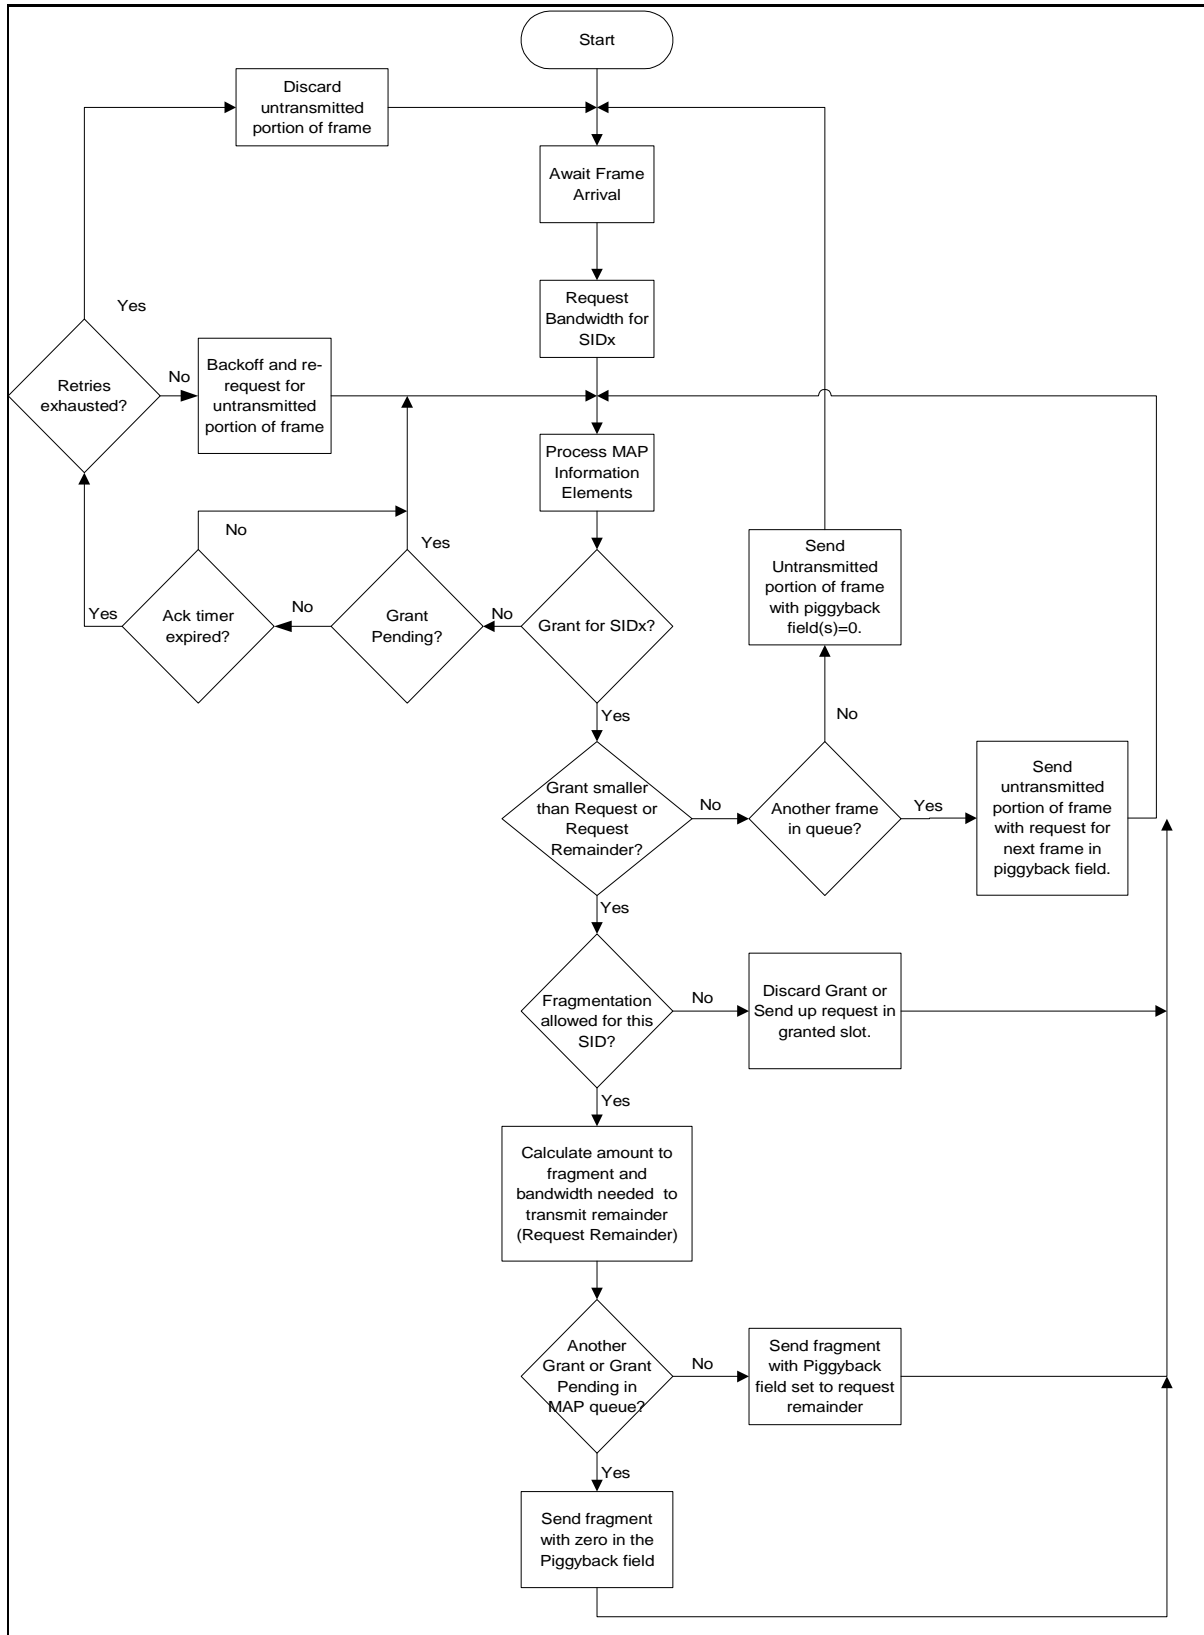 Start
Discard
untransmitted
portion of frame
Await Frame
Arrival
Request
Bandwidth for
SIDx
Yes
Retries
exhausted?
No
Backoff and re-
request for
untransmitted
portion of frame
Process MAP
Information
Elements
No
Yes
Send
Untransmitted
portion of frame
with piggyback
field(s)=0.
Yes
Ack timer
expired?
No
Grant
Pending?
No
Grant for SIDx?
Yes
No
Grant smaller
than Request or
Request
Remainder?
No
Another frame
in queue?
Yes
Send
untransmitted
portion of frame
with request for
next frame in
piggyback field.
Yes
Fragmentation
allowed for this
SID?
No
Discard Grant or
Send up request in
granted slot.
Yes
Calculate amount to
fragment and
bandwidth needed to
transmit remainder
(Request Remainder)
Another
Grant or Grant
Pending in
MAP queue?
No
Send fragment
with Piggyback
field set to request
remainder
Yes
Send fragment
with zero in the
Piggyback field